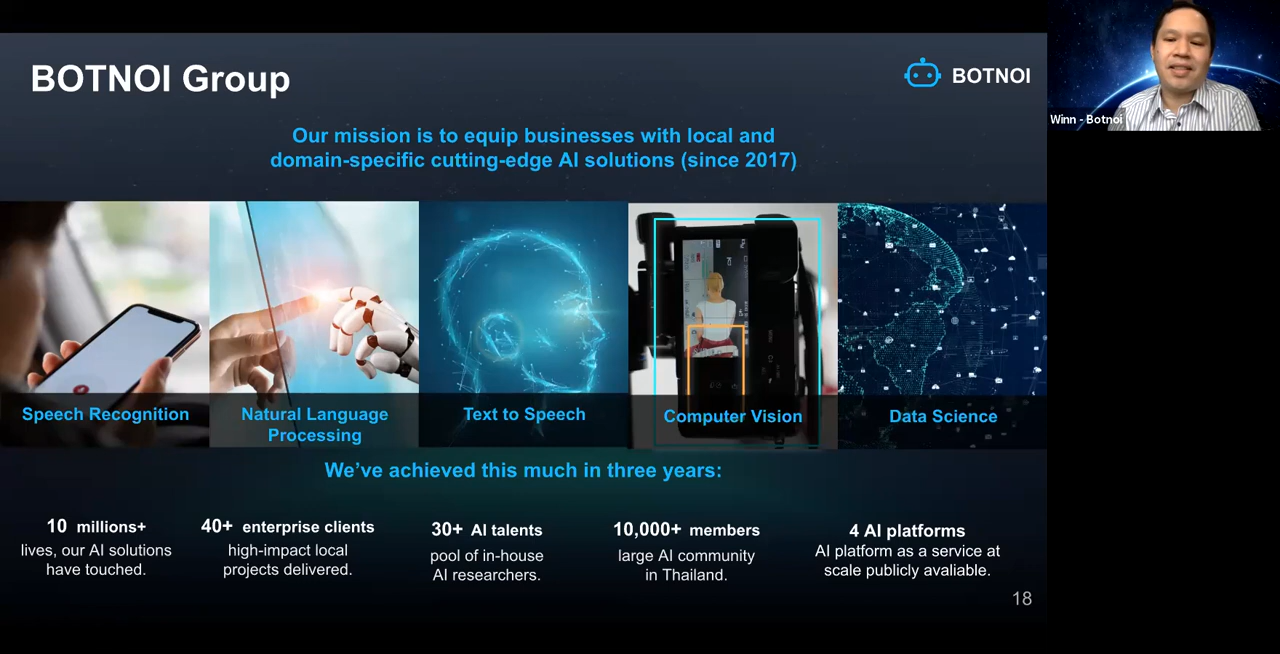 BOTNOI Group
BOTNOI
Winn - Botnoi
Our mission is to equip businesses with local and
domain-specific cutting-edge AI solutions (since 2017)
Speech Recognition
Natural Language
Processing
Text to Speech
Computer Vision
Data Science
We’ve achieved this much in three years:
10 millions+
lives, our AI solutions
have touched.
40+ enterprise clients
high-impact local
projects delivered.
30+ AI talents
pool of in-house
AI researchers.
10,000+ members
large AI community
in Thailand.
4 AI platforms
AI platform as a service at
scale publicly avaliable.
18